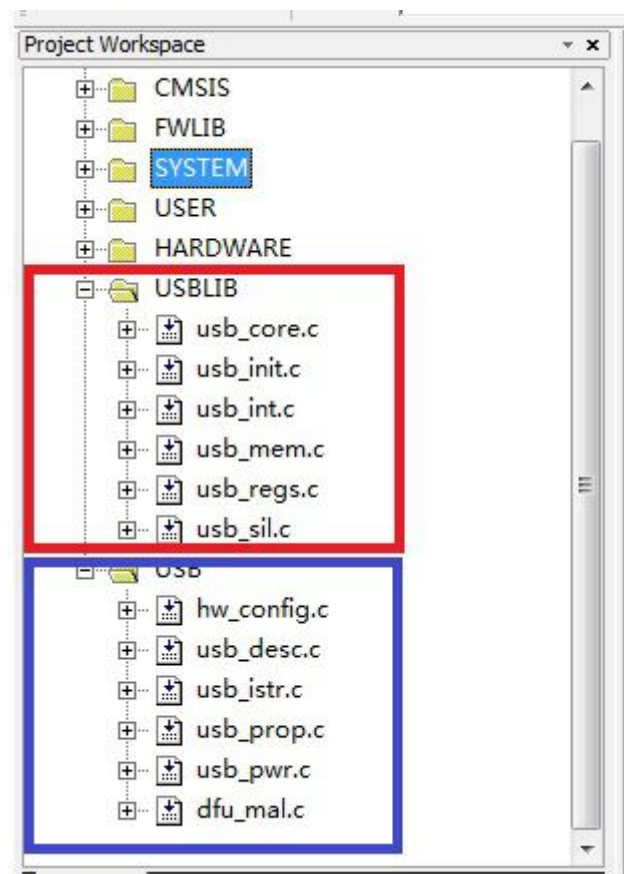 Project Workspace
CMSIS
FWLIB
SYSTEM
USER
HARDWARE
USBLIB
usb_core.c
usb_init.c
usb_int.c
usb_mem.c
usb_regs.c
usb_sil.c
USB
hw_config.c
usb_desc.c
usb_istr.c
usb_prop.c
usb_pwr.c
dfu_mal.c